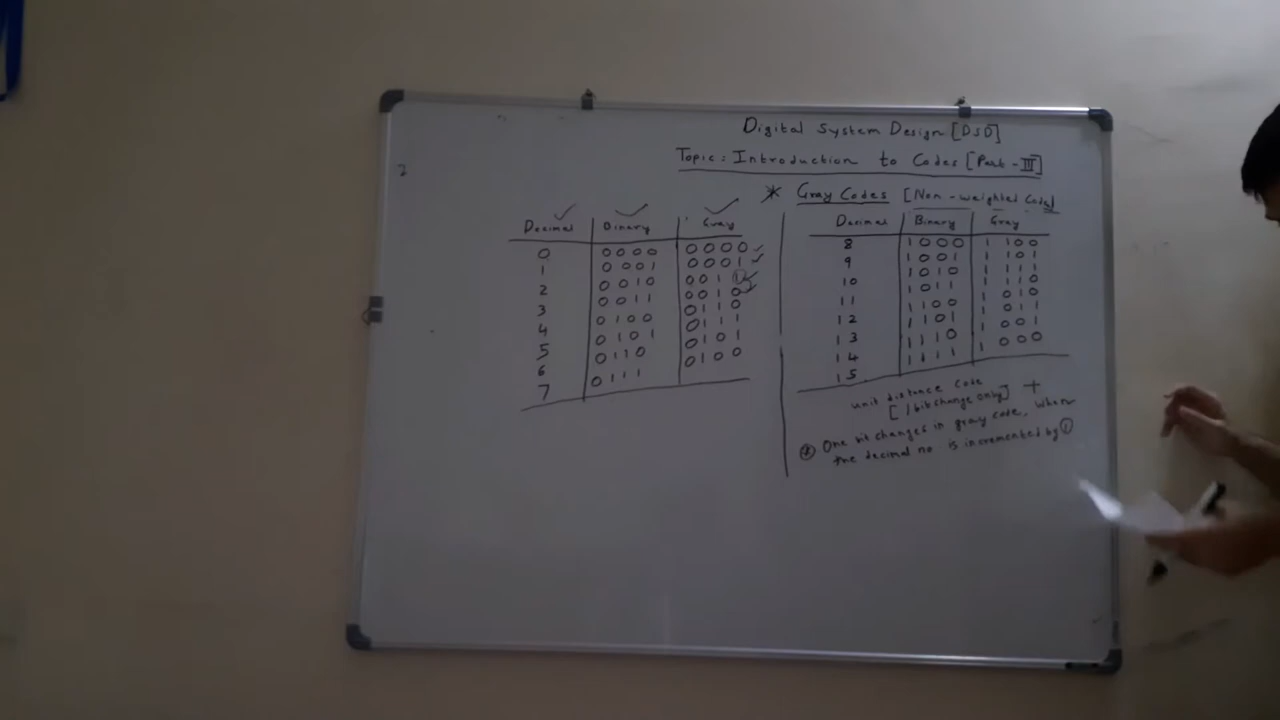 Digital System Design [DSD]
Topic: Introduction to Codes [Part - III]
* Gray Codes [Non-weighted Code]
Decimal Binary Gray
0 0000 0000
1 0001 0001
2 0010 0011
3 0011 0010
4 0100 0110
5 0101 0111
6 0110 0101
7 0111 0100
Decimal Binary Gray
8 1000 1100
9 1001 1101
10 1010 1111
11 1011 1110
12 1100 1010
13 1101 1011
14 1110 1001
15 1111 1000
unit distance code
[1 bit change only] +
* One bit changes in gray code, when
the decimal no is incremented by 1